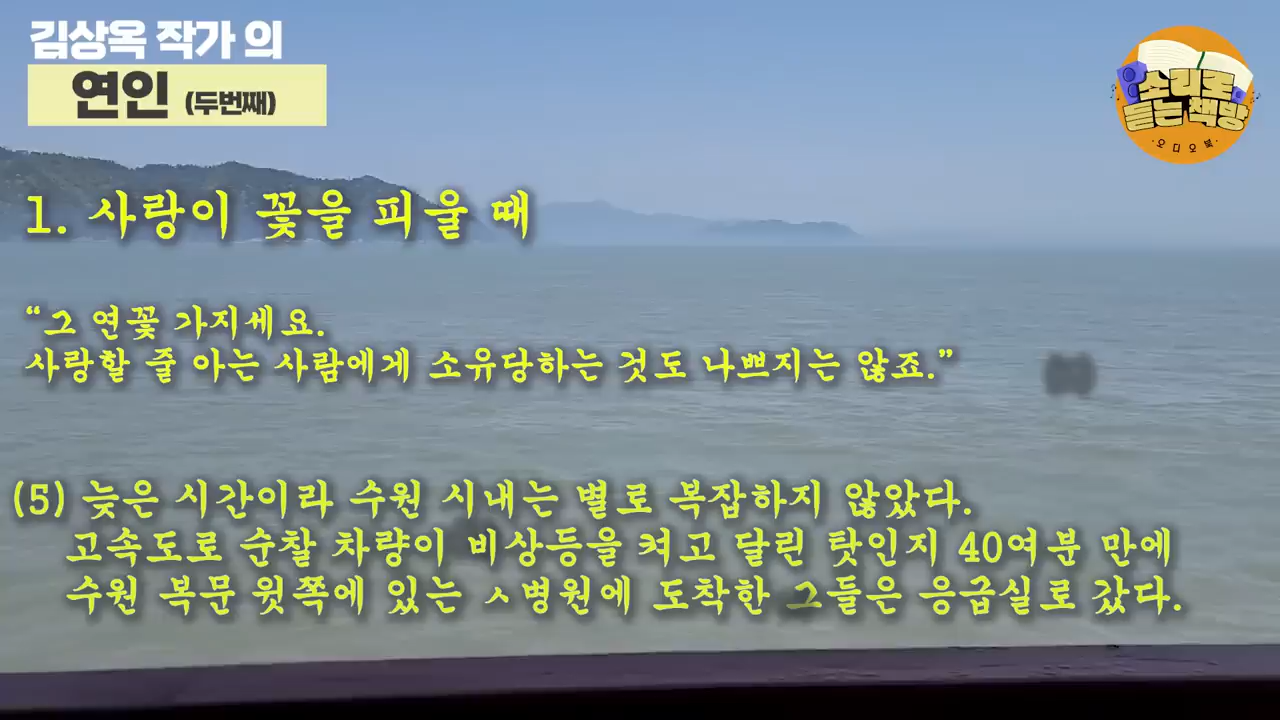 김상옥 작가 의
연인 (두번째)
소리로
듣는 책방
·오디오북·
1. 사랑이 꽃을 피울 때
“그 연꽃 가지세요.
사랑할 줄 아는 사람에게 소유당하는 것도 나쁘지는 않죠.”
(5) 늦은 시간이라 수원 시내는 별로 복잡하지 않았다.
고속도로 순찰 차량이 비상등을 켜고 달린 탓인지 40여분 만에
수원 북문 윗쪽에 있는 ㅅ병원에 도착한 그들은 응급실로 갔다.